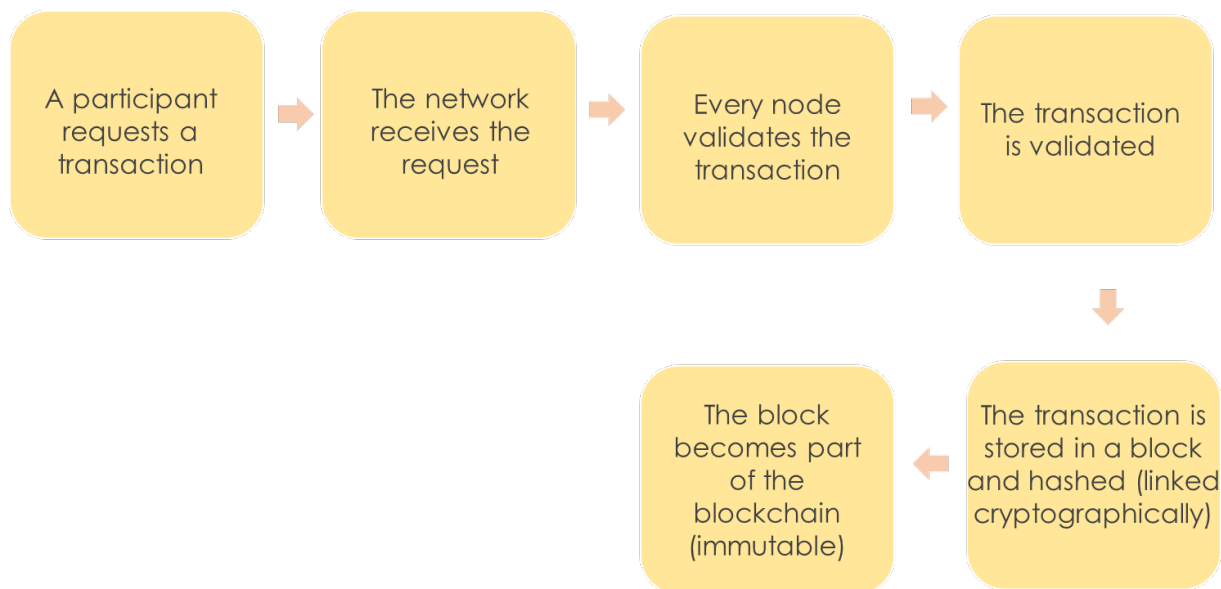 A participant
requests a
transaction
The network
receives the
request
Every node
validates the
transaction
The transaction
is validated
The transaction is
stored in a block
and hashed (linked
cryptographically)
The block
becomes part
of the
blockchain
(immutable)